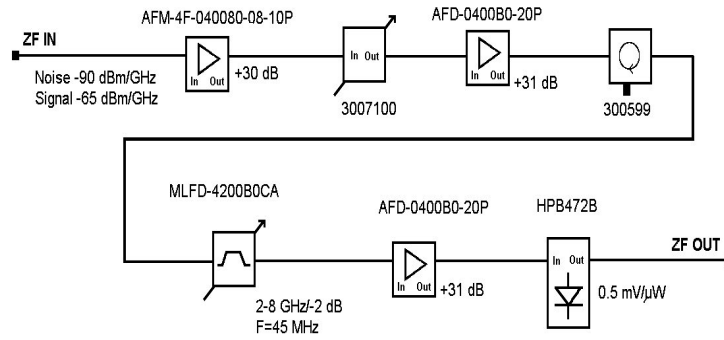 AFM-4F-040080-08-10P
AFD-0400B0-20P
ZF IN
Noise -90 dBm/GHz
Signal -65 dBm/GHz
In Out
+30 dB
In Out
3007100
In Out
+31 dB
Q
300599
MLFD-4200B0CA
2-8 GHz/-2 dB
F=45 MHz
AFD-0400B0-20P
In Out
+31 dB
HPB472B
In Out
0.5 mV/µW
ZF OUT